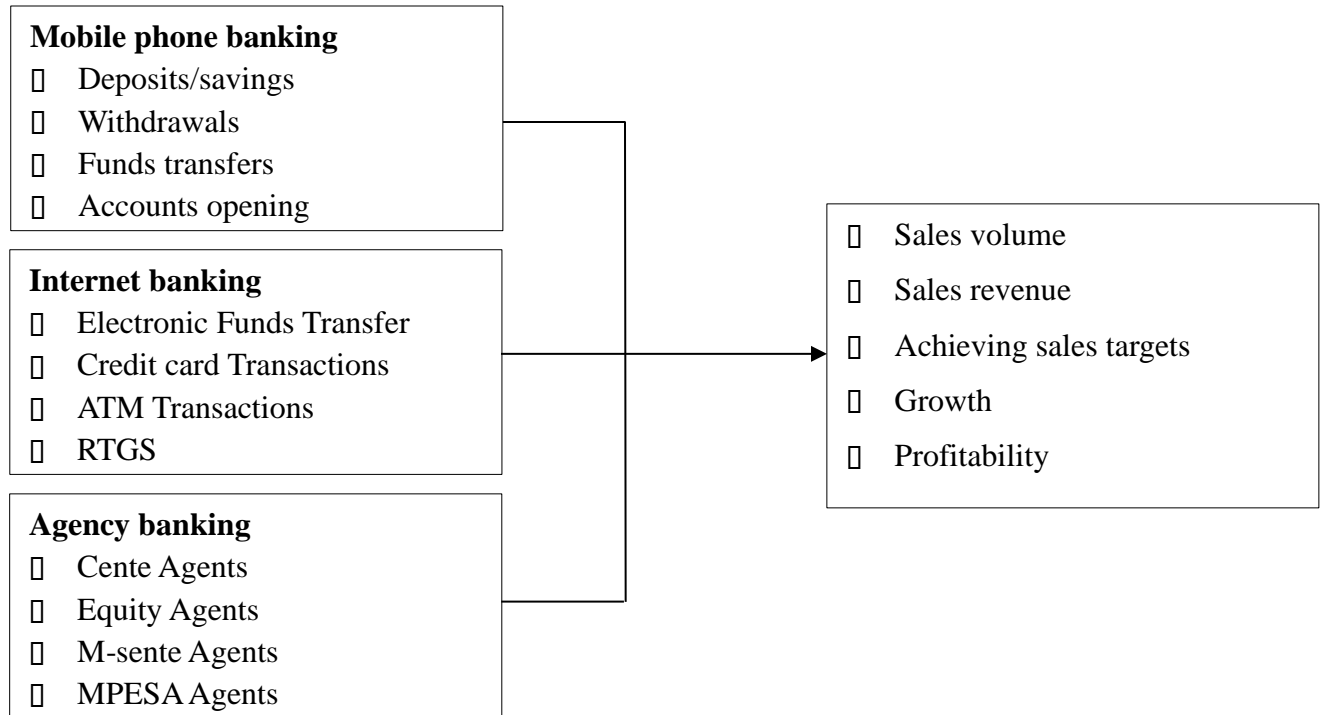 Mobile phone banking
▯ Deposits/savings
▯ Withdrawals
▯ Funds transfers
▯ Accounts opening
Internet banking
▯ Electronic Funds Transfer
▯ Credit card Transactions
▯ ATM Transactions
▯ RTGS
Agency banking
▯ Cente Agents
▯ Equity Agents
▯ M-sente Agents
▯ MPESA Agents
▯ Sales volume
▯ Sales revenue
▯ Achieving sales targets
▯ Growth
▯ Profitability